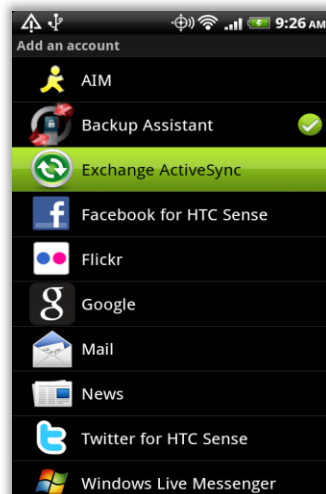 9:26 AM
Add an account
AIM
Backup Assistant
Exchange ActiveSync
Facebook for HTC Sense
Flickr
Google
Mail
News
Twitter for HTC Sense
Windows Live Messenger